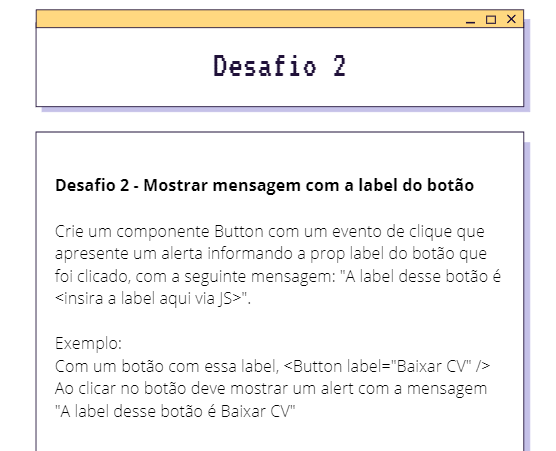 Desafio 2
Desafio 2 - Mostrar mensagem com a label do botão
Crie um componente Button com um evento de clique que
apresente um alerta informando a prop label do botão que
foi clicado, com a seguinte mensagem: "A label desse botão é
<insira a label aqui via JS>".
Exemplo:
Com um botão com essa label, <Button label="Baixar CV" />
Ao clicar no botão deve mostrar um alert com a mensagem
"A label desse botão é Baixar CV"